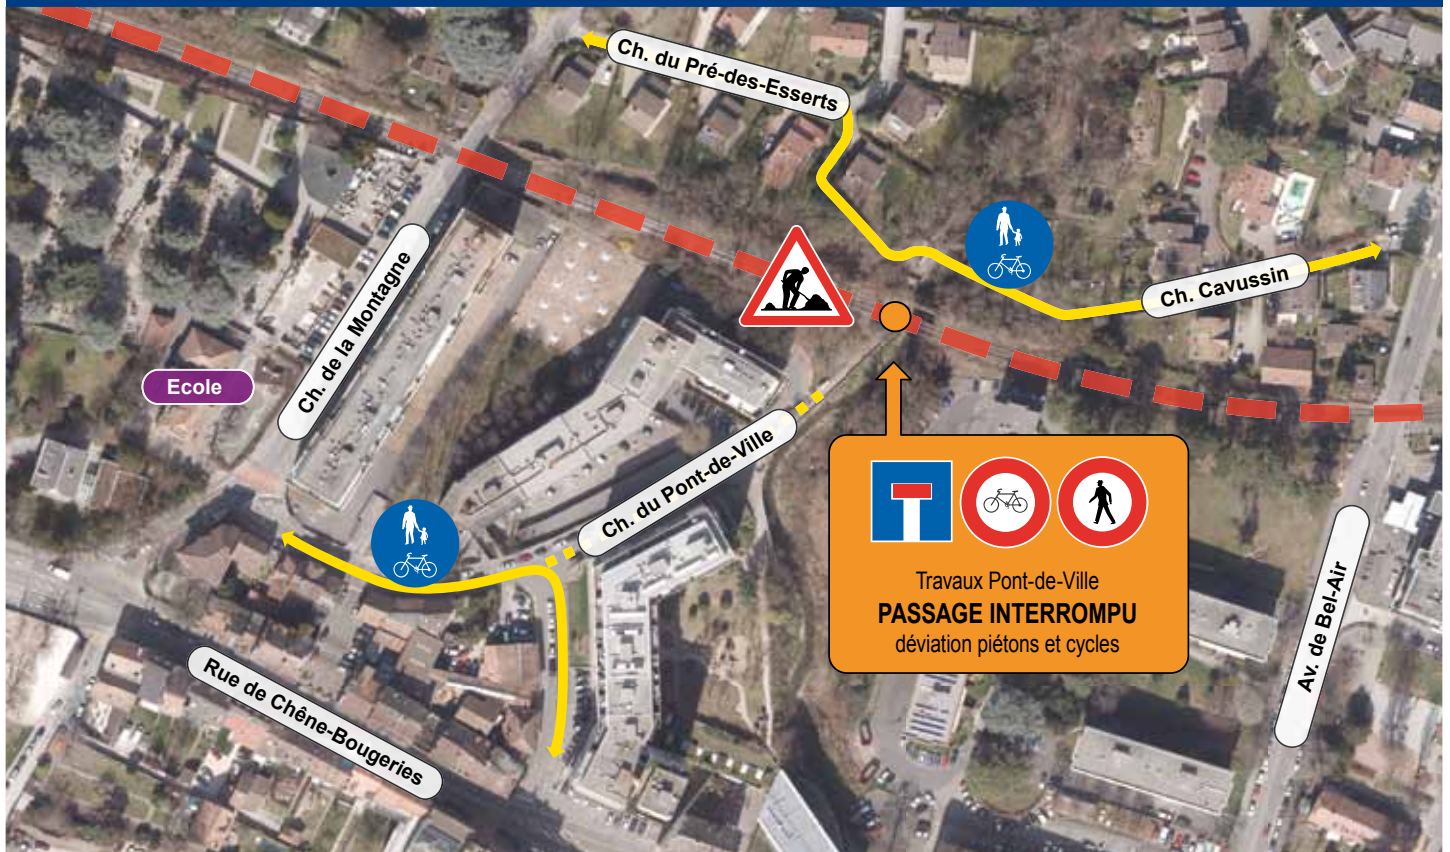 Ch. du Pré-des-Esserts
Ch. Cavussin
Ch. de la Montagne
Ecole
Ch. du Pont-de-Ville
Travaux Pont-de-Ville
PASSAGE INTERROMPU
déviation piétons et cycles
Av. de Bel-Air
Rue de Chêne-Bougeries